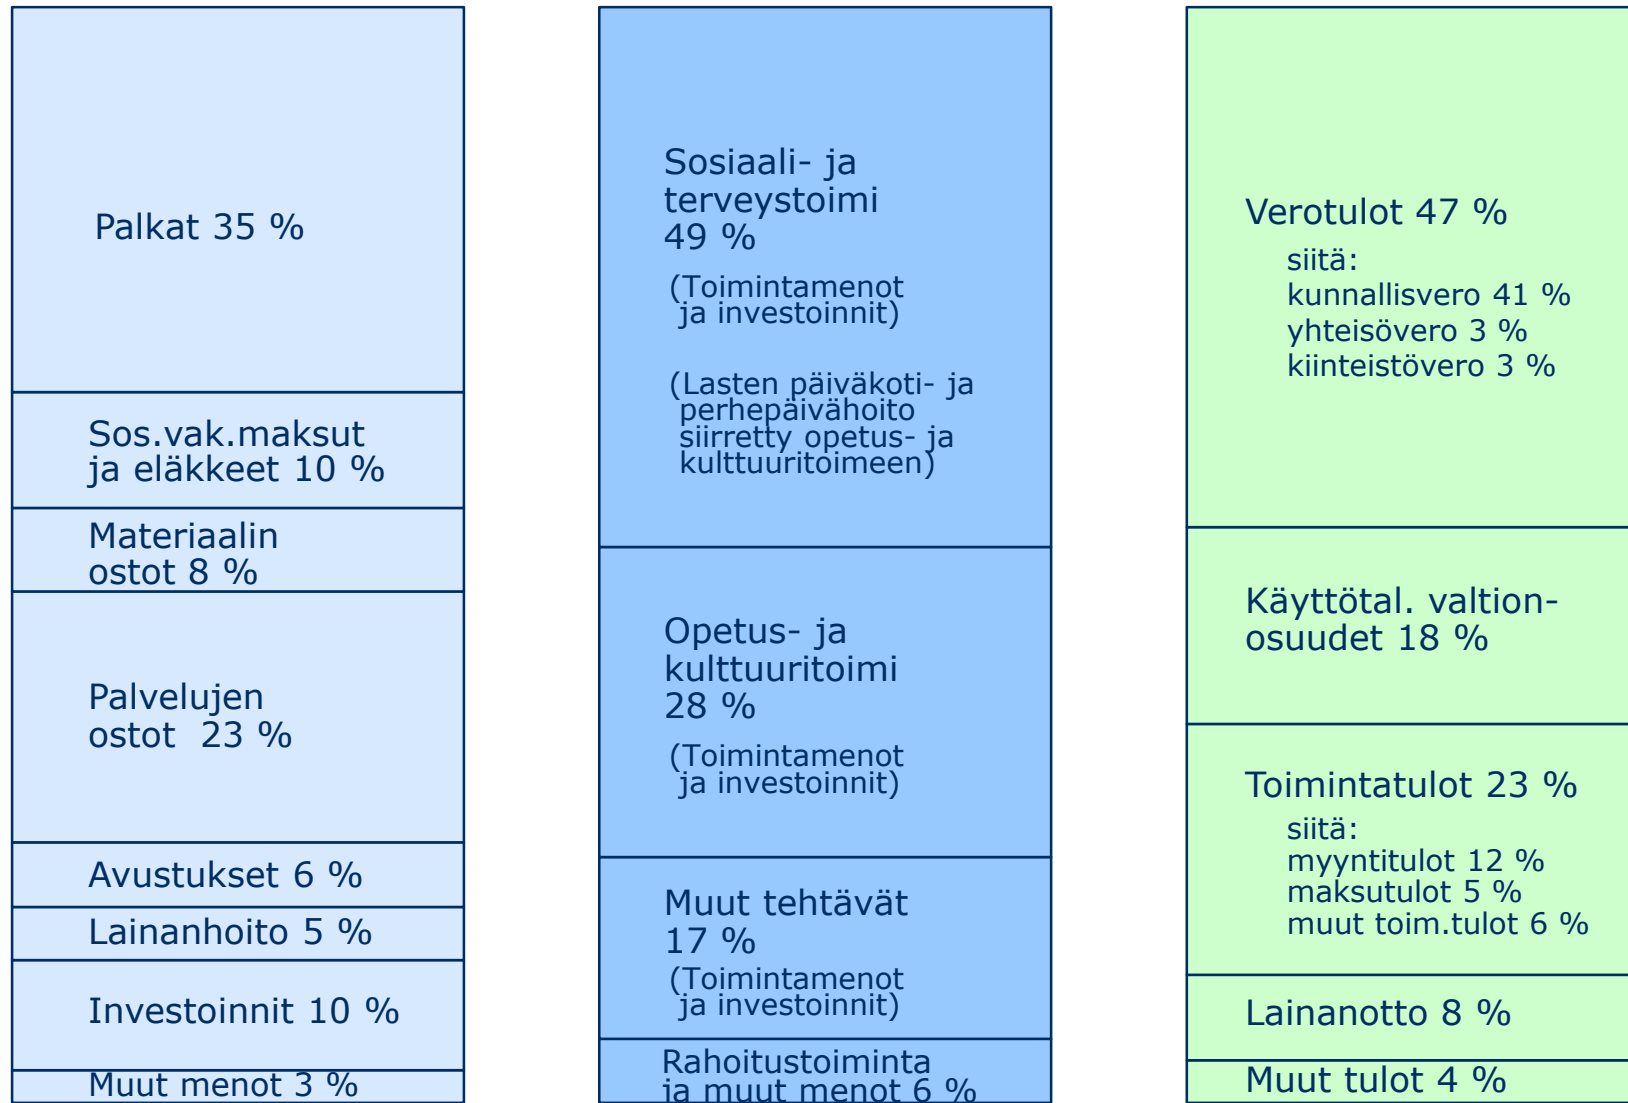 Palkat 35 %
Sos.vak.maksut
ja eläkkeet 10 %
Materiaalin
ostot 8 %
Palvelujen
ostot  23 %
Avustukset 6 %
Lainanhoito 5 %
Investoinnit 10 %
Muut menot 3 %
Sosiaali- ja
terveystoimi
49 %
(Toimintamenot
ja investoinnit)
(Lasten päiväkoti- ja
perhepäivähoito
siirretty opetus- ja
kulttuuritoimeen)
Opetus- ja
kulttuuritoimi
28 %
(Toimintamenot
ja investoinnit)
Muut tehtävät
17 %
(Toimintamenot
ja investoinnit)
Rahoitustoiminta
ja muut menot 6 %
Verotulot 47 %
siitä:
kunnallisvero 41 %
yhteisövero 3 %
kiinteistövero 3 %
Käyttötal. valtion-
osuudet 18 %
Toimintatulot 23 %
siitä:
myyntitulot 12 %
maksutulot 5 %
muut toim.tulot 6 %
Lainanotto 8 %
Muut tulot 4 %